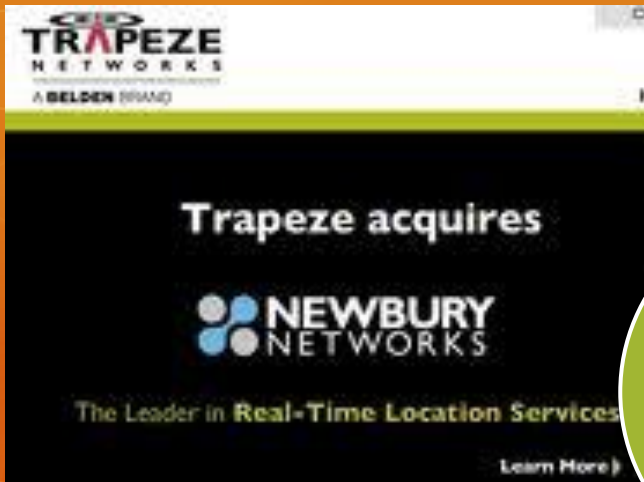 TRAPEZE
NETWORKS
A BELDEN BRAND
Trapeze acquires
NEWBURY
NETWORKS
The Leader in Real-Time Location Services
Learn More